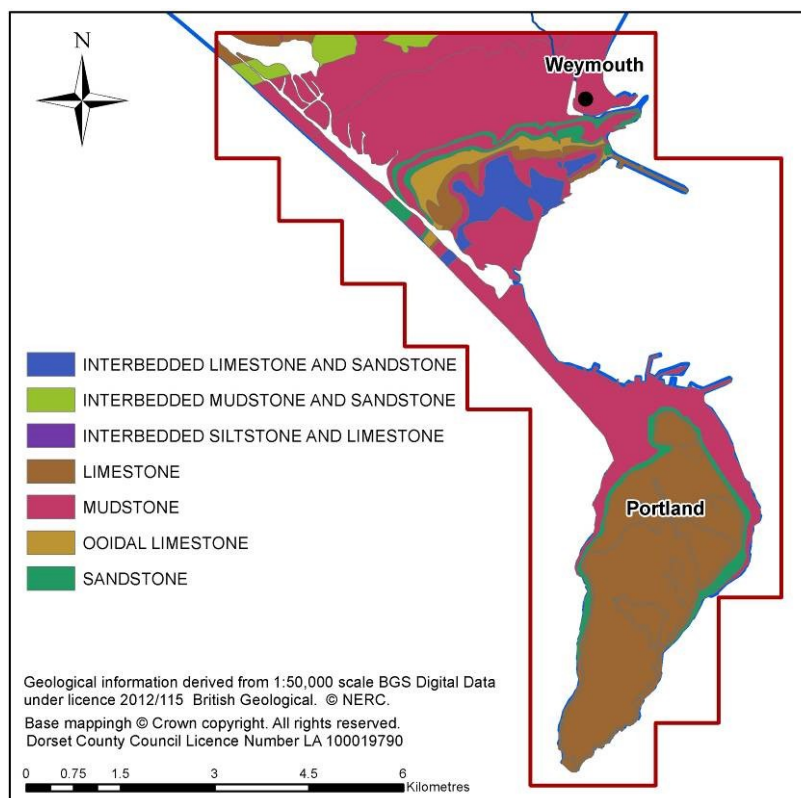 N
Weymouth
INTERBEDDED LIMESTONE AND SANDSTONE
INTERBEDDED MUDSTONE AND SANDSTONE
INTERBEDDED SILTSTONE AND LIMESTONE
LIMESTONE
MUDSTONE
OOIDAL LIMESTONE
SANDSTONE
Portland
Geological information derived from 1:50,000 scale BGS Digital Data
under licence 2012/115 British Geological. © NERC.
Base mappingh © Crown copyright. All rights reserved.
Dorset County Council Licence Number LA 100019790
0 0.75 1.5 3 4.5 6
Kilometres